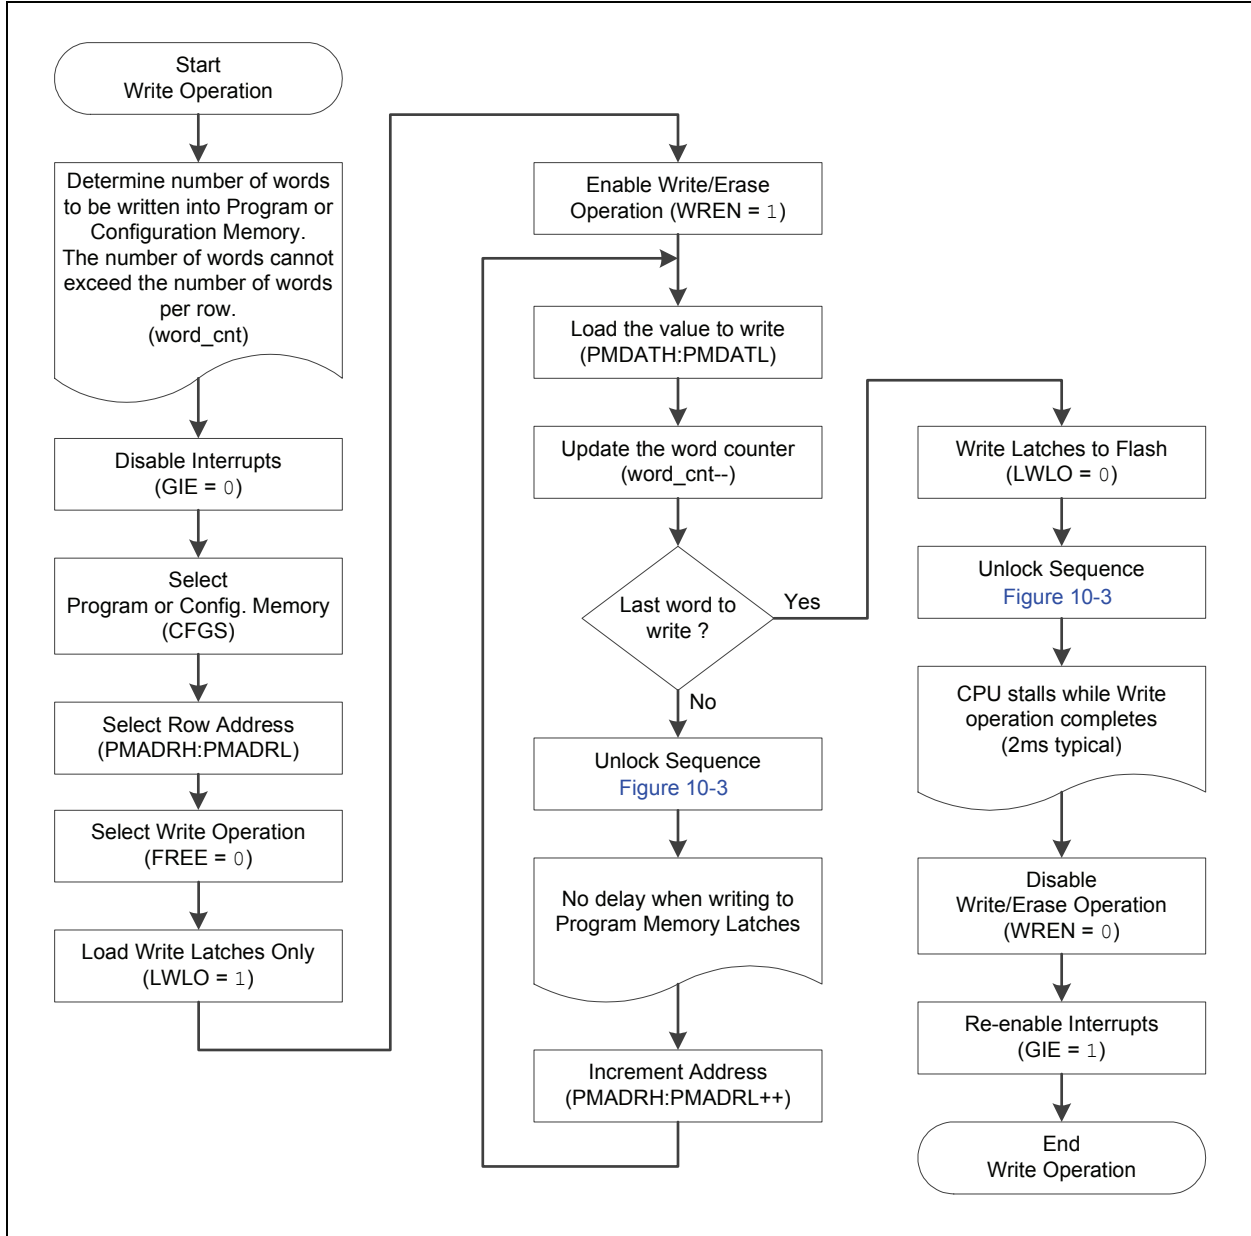 Start
Write Operation
Determine number of words
to be written into Program or
Configuration Memory.
The number of words cannot
exceed the number of words
per row.
(word_cnt)
Disable Interrupts
(GIE = 0)
Select
Program or Config. Memory
(CFGS)
Select Row Address
(PMADRH:PMADRL)
Select Write Operation
(FREE = 0)
Load Write Latches Only
(LWLO = 1)
Enable Write/Erase
Operation (WREN = 1)
Load the value to write
(PMDATH:PMDATL)
Update the word counter
(word_cnt--)
Last word to
write ?
Yes
No
Unlock Sequence
Figure 10-3
No delay when writing to
Program Memory Latches
Increment Address
(PMADRH:PMADRL++)
Write Latches to Flash
(LWLO = 0)
Unlock Sequence
Figure 10-3
CPU stalls while Write
operation completes
(2ms typical)
Disable
Write/Erase Operation
(WREN = 0)
Re-enable Interrupts
(GIE = 1)
End
Write Operation